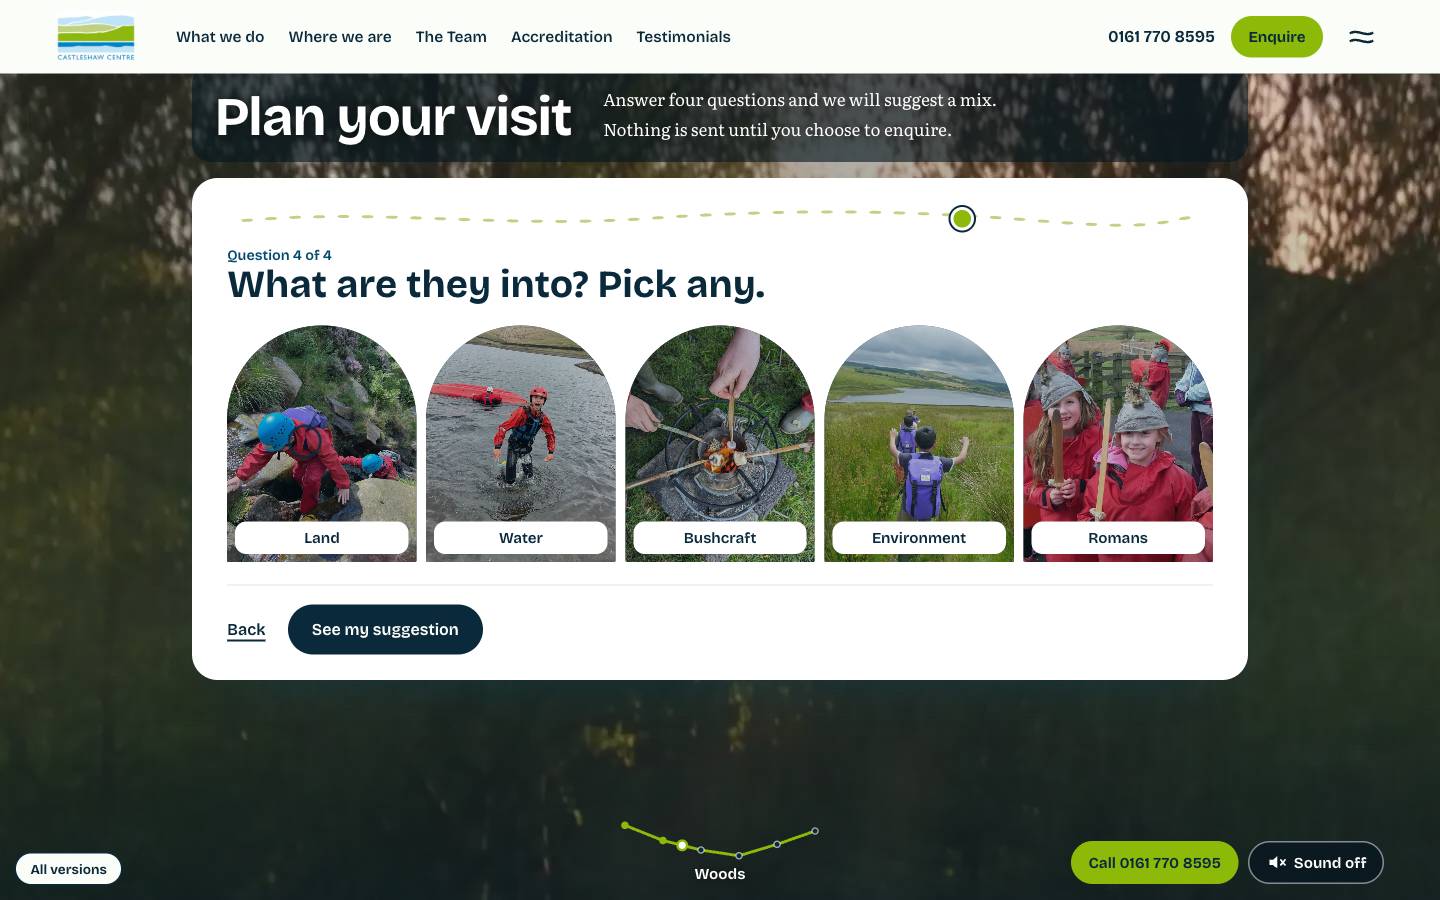 CASTLESHAW CENTRE
What we do
Where we are
The Team
Accreditation
Testimonials
0161 770 8595
Enquire
Plan your visit
Answer four questions and we will suggest a mix.
Nothing is sent until you choose to enquire.
Question 4 of 4
What are they into? Pick any.
Land
Water
Bushcraft
Environment
Romans
Back
See my suggestion
Woods
All versions
Call 0161 770 8595
Sound off